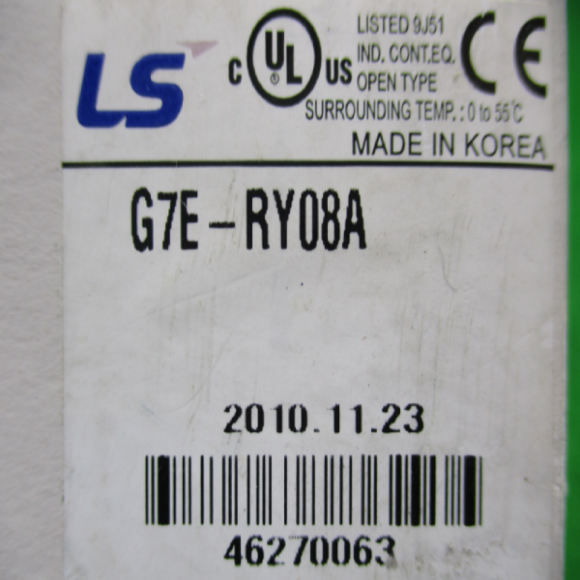 LS
C UL US
LISTED 9J51
IND. CONT.EQ.
OPEN TYPE
CE
SURROUNDING TEMP. : 0 to 55°C
MADE IN KOREA
G7E-RY08A
2010.11.23
46270063